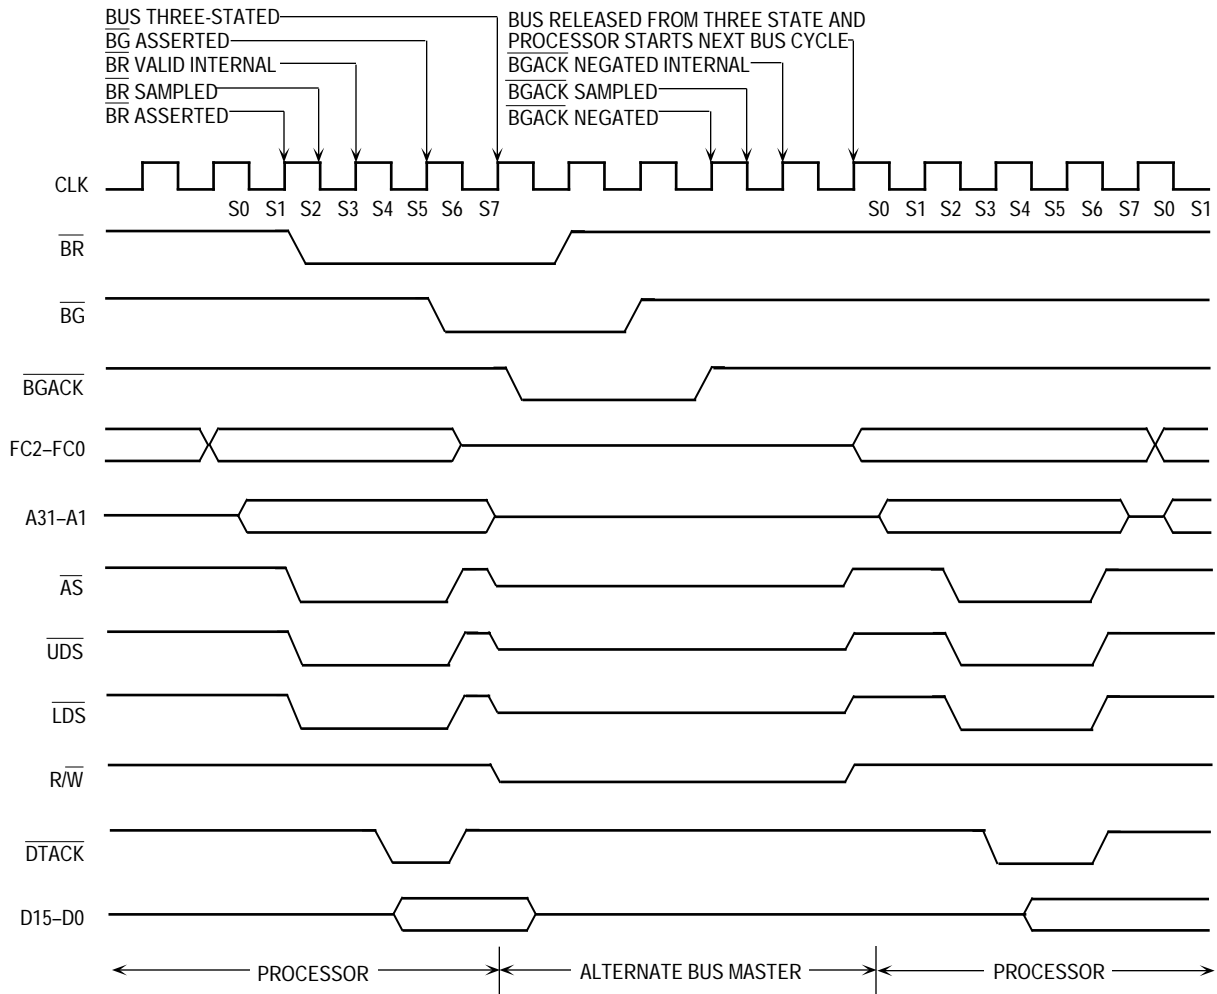 BUS THREE-STATED
BG ASSERTED
BR VALID INTERNAL
BR SAMPLED
BR ASSERTED
BUS RELEASED FROM THREE STATE AND
PROCESSOR STARTS NEXT BUS CYCLE
BGACK NEGATED INTERNAL
BGACK SAMPLED
BGACK NEGATED
CLK
S0 S1 S2 S3 S4 S5 S6 S7 S0 S1 S2 S3 S4 S5 S6 S7 S0 S1
BR
BG
BGACK
FC2–FC0
A31–A1
AS
UDS
LDS
R/W
DTACK
D15–D0
PROCESSOR ALTERNATE BUS MASTER PROCESSOR